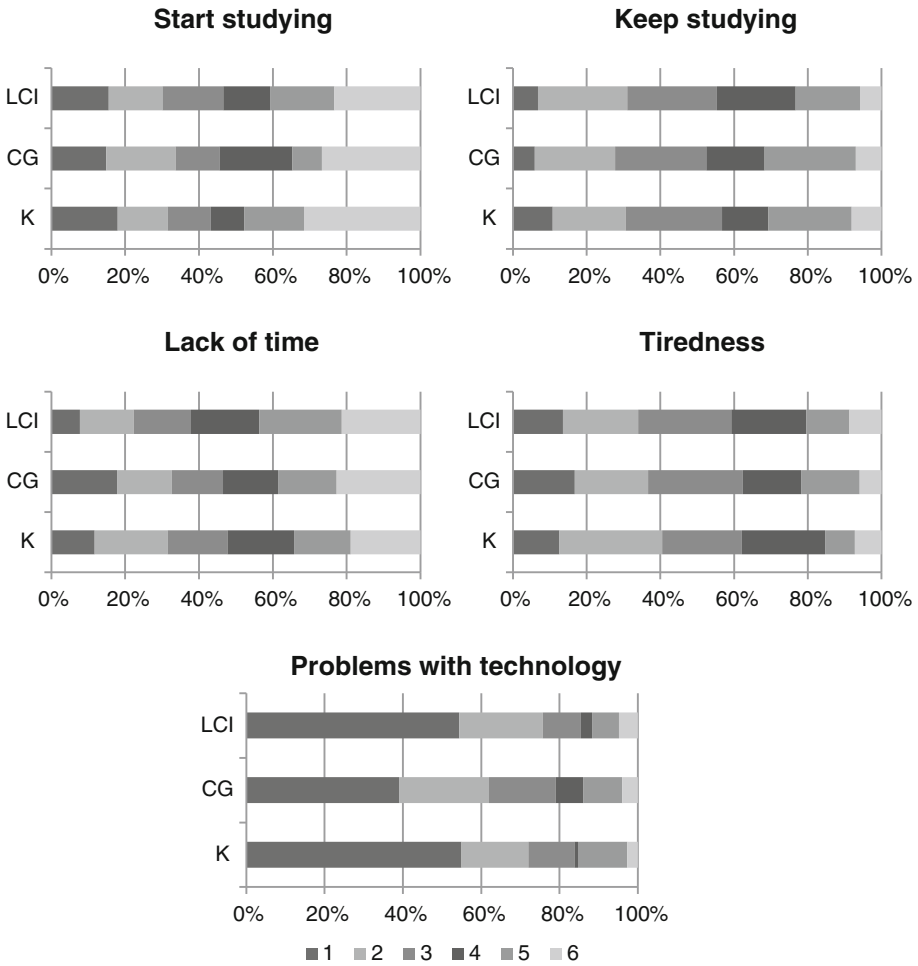 Start studying
Keep studying
LCI
CG
K
0% 20% 40% 60% 80% 100%
LCI
CG
K
0% 20% 40% 60% 80% 100%
Lack of time
Tiredness
LCI
CG
K
0% 20% 40% 60% 80% 100%
LCI
CG
K
0% 20% 40% 60% 80% 100%
Problems with technology
LCI
CG
K
0% 20% 40% 60% 80% 100%
1 2 3 4 5 6